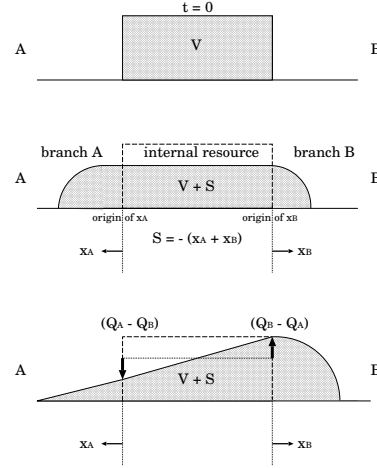 t = 0
A V B
branch A internal resource branch B
A V + S B
origin of xA origin of xB
S = - (xA + xB)
xA xB
(QA - QB) (QB - QA)
A V + S B
xA xB